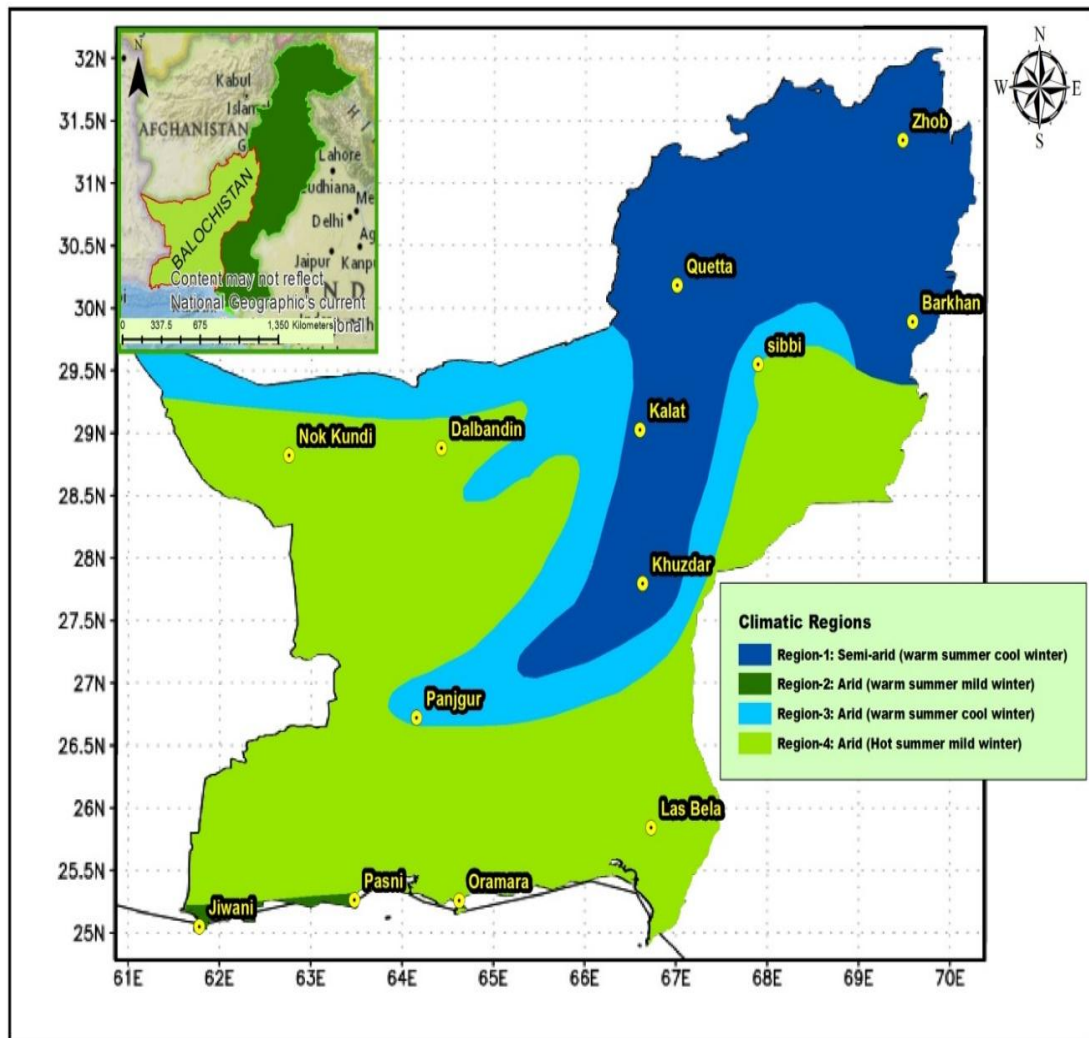 N
Kabul
Islam
AFGHANISTAN
G
H I
Lahore
udhiana
Me
Delhi
Ag
Jaipur
Kanpu
BALOCHISTAN
Content may not reflect
N D
National Geographic's current
0 337.5 675 1,350 Kilometers
ional
N
W E
S
32N
31.5N
31N
30.5N
30N
29.5N
29N
28.5N
28N
27.5N
27N
26.5N
26N
25.5N
25N
Zhob
Quetta
Barkhan
sibbi
Kalat
Nok Kundi
Dalbandin
Khuzdar
Panjgur
Las Bela
Pasni
Oramara
Jiwani
Climatic Regions
Region-1: Semi-arid (warm summer cool winter)
Region-2: Arid (warm summer mild winter)
Region-3: Arid (warm summer cool winter)
Region-4: Arid (Hot summer mild winter)
61E 62E 63E 64E 65E 66E 67E 68E 69E 70E